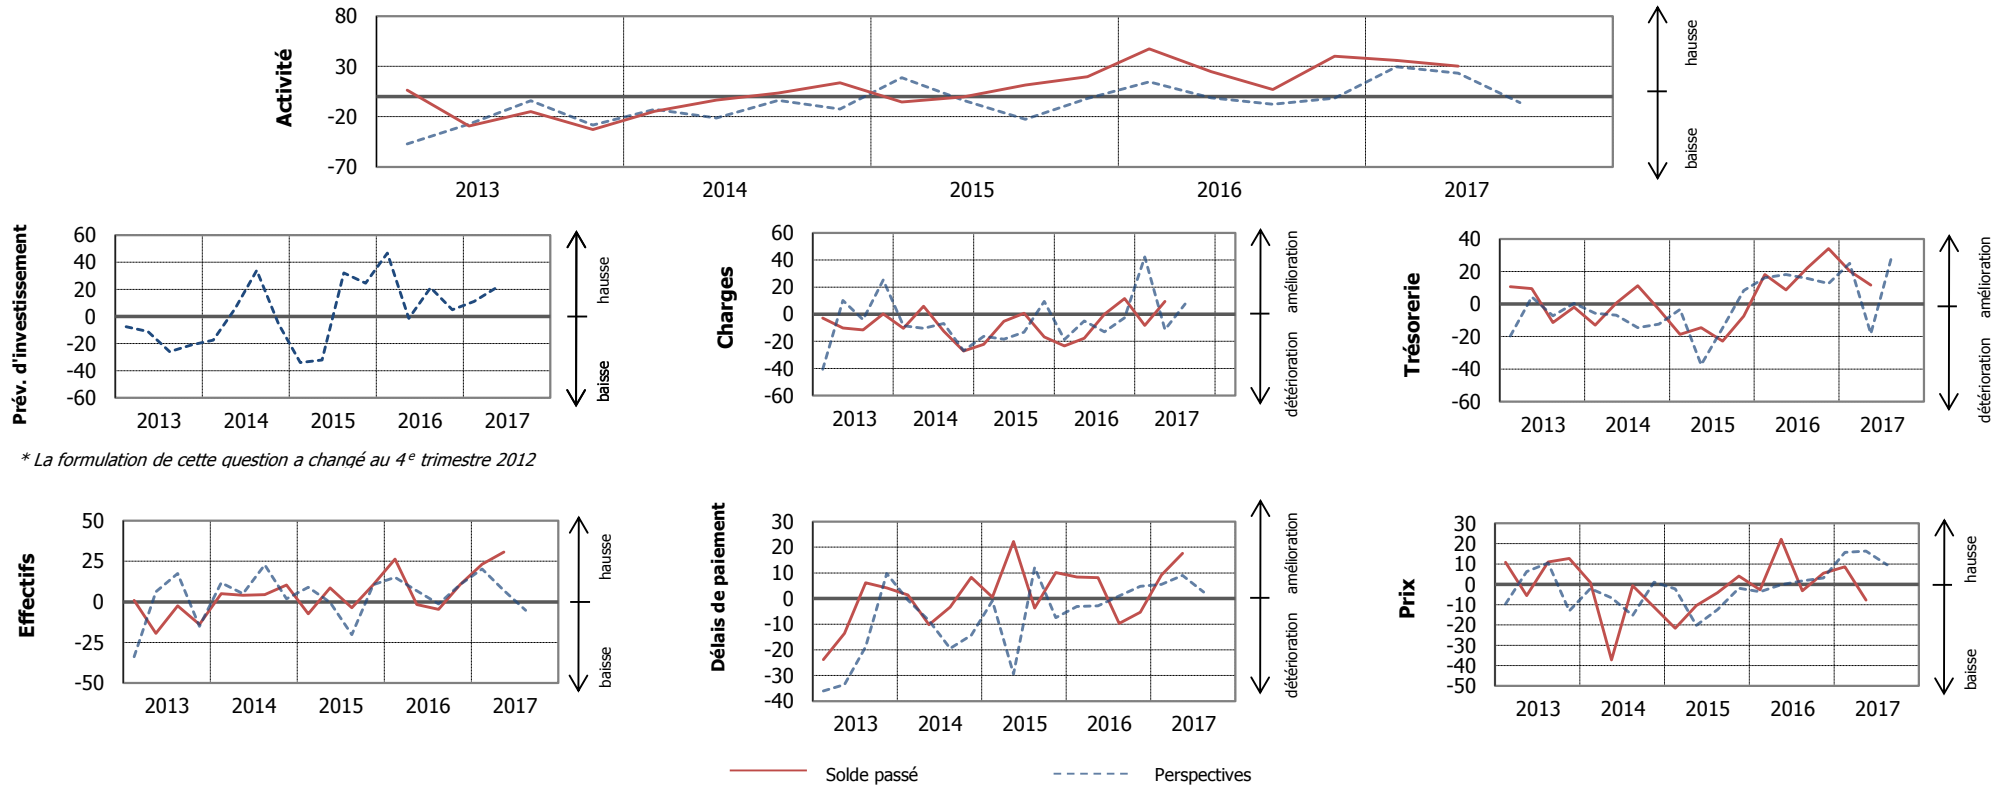 Activité
80
30
-20
-70
2013 2014 2015 2016 2017
hausse
baisse
Prév. d'investissement
60
40
20
0
-20
-40
-60
2013 2014 2015 2016 2017
hausse
baisse
* La formulation de cette question a changé au 4e trimestre 2012
Charges
60
40
20
0
-20
-40
-60
2013 2014 2015 2016 2017
amélioration
détérioration
Trésorerie
40
20
0
-20
-40
-60
2013 2014 2015 2016 2017
amélioration
détérioration
Effectifs
50
25
0
-25
-50
2013 2014 2015 2016 2017
hausse
baisse
Délais de paiement
30
20
10
0
-10
-20
-30
-40
2013 2014 2015 2016 2017
amélioration
détérioration
Prix
30
20
10
0
-10
-20
-30
-40
-50
2013 2014 2015 2016 2017
hausse
baisse
Solde passé Perspectives